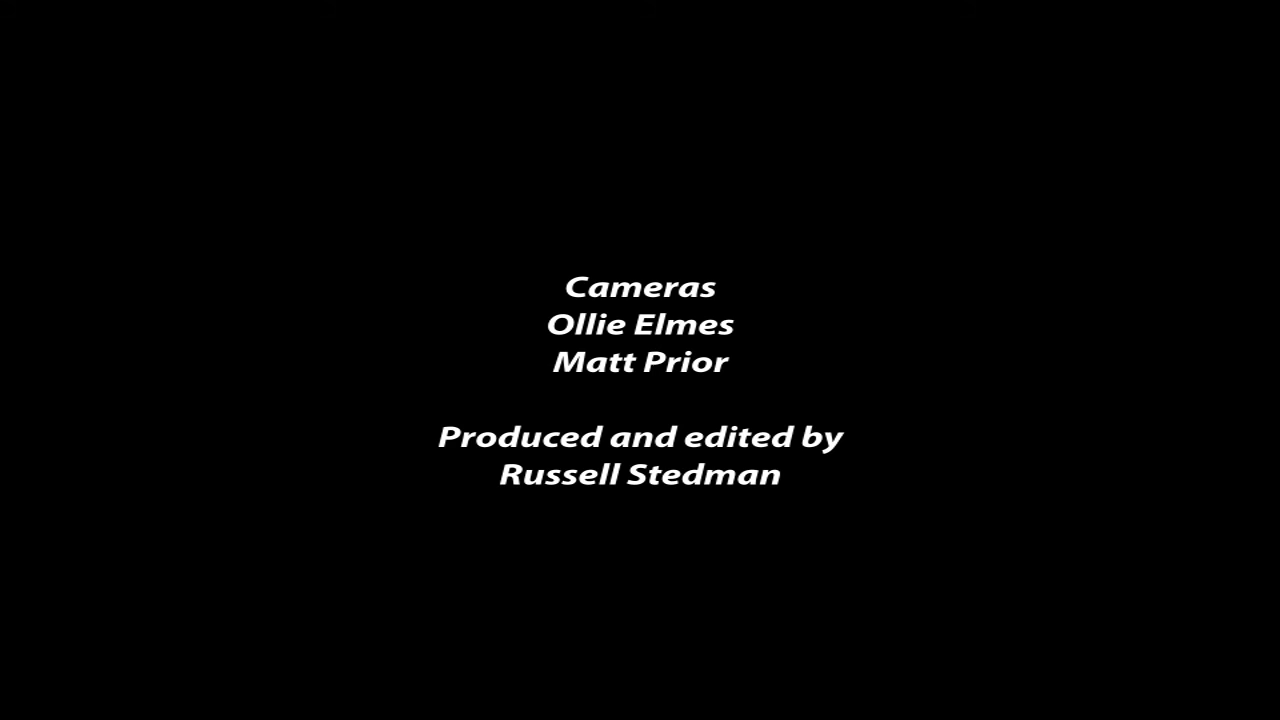 Cameras
Ollie Elmes
Matt Prior
Produced and edited by
Russell Stedman